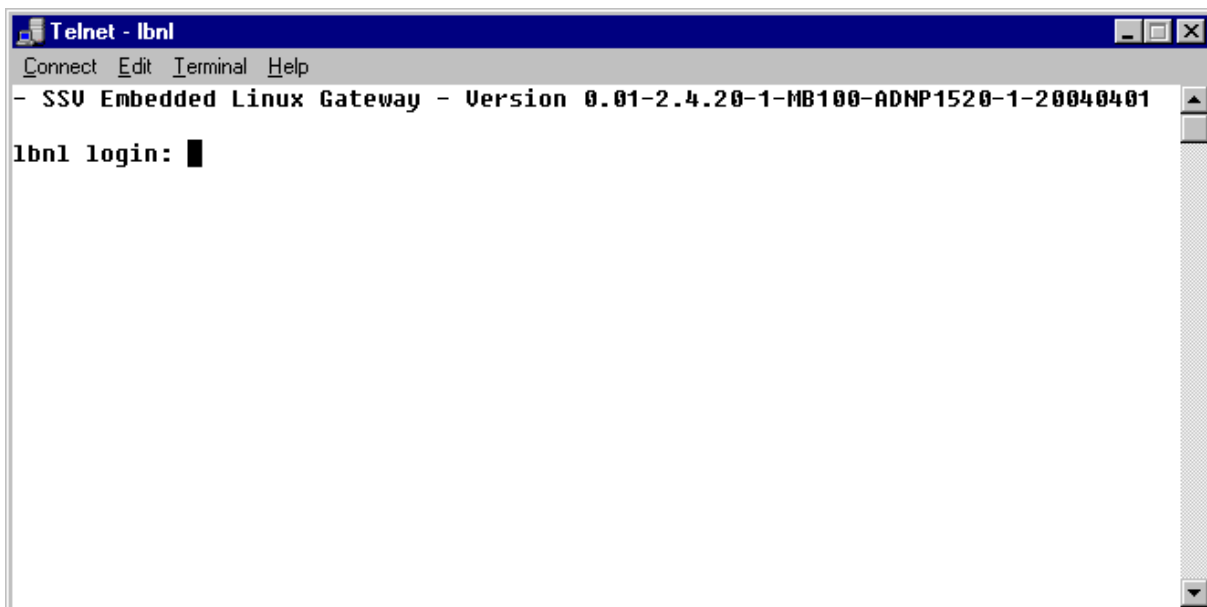 Telnet - lbnl
Connect Edit Terminal Help
- SSV Embedded Linux Gateway - Version 0.01-2.4.20-1-MB100-ADNP1520-1-20040401
lbnl login: